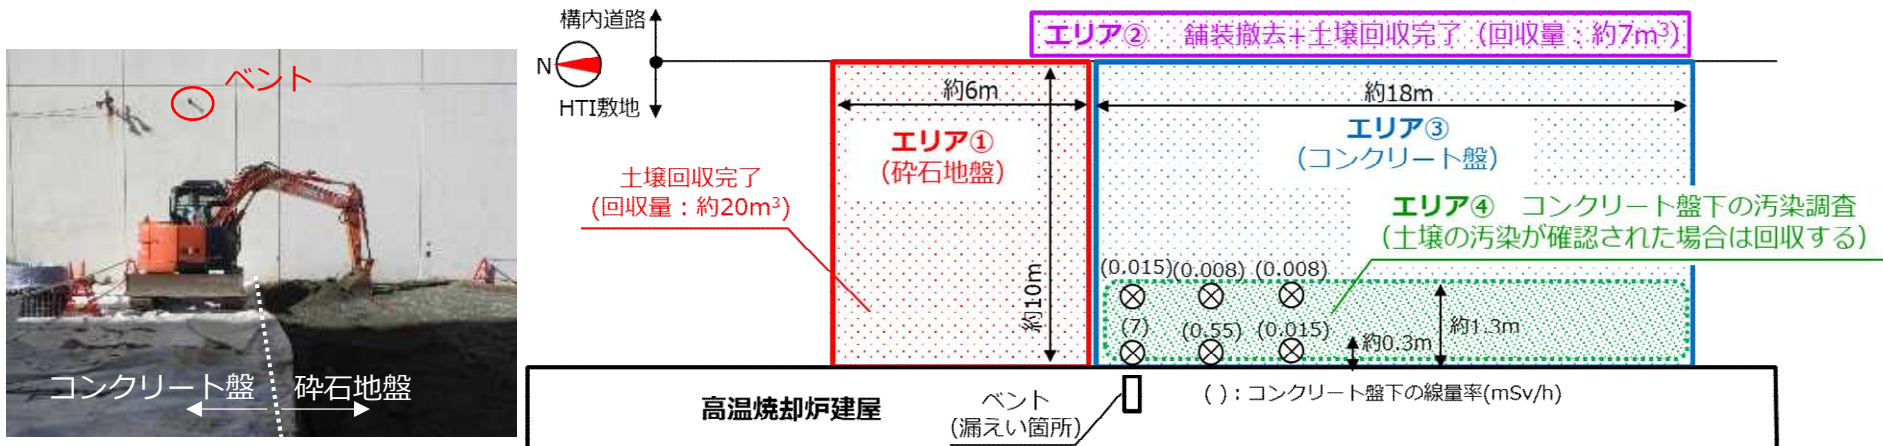 ベント
コンクリート盤
砕石地盤
構内道路
N
HTI敷地
エリア② 舗装撤去+土壌回収完了（回収量：約7m³）
約6m
約18m
エリア①
（砕石地盤）
エリア③
（コンクリート盤）
土壌回収完了
(回収量：約20m³)
エリア④ コンクリート盤下の汚染調査
（土壌の汚染が確認された場合は回収する）
約10m
(0.015)(0.008) (0.008)
(7) (0.55) (0.015)
約0.3m
約1.3m
高温焼却炉建屋
ベント
(漏えい箇所)
( )：コンクリート盤下の線量率(mSv/h)